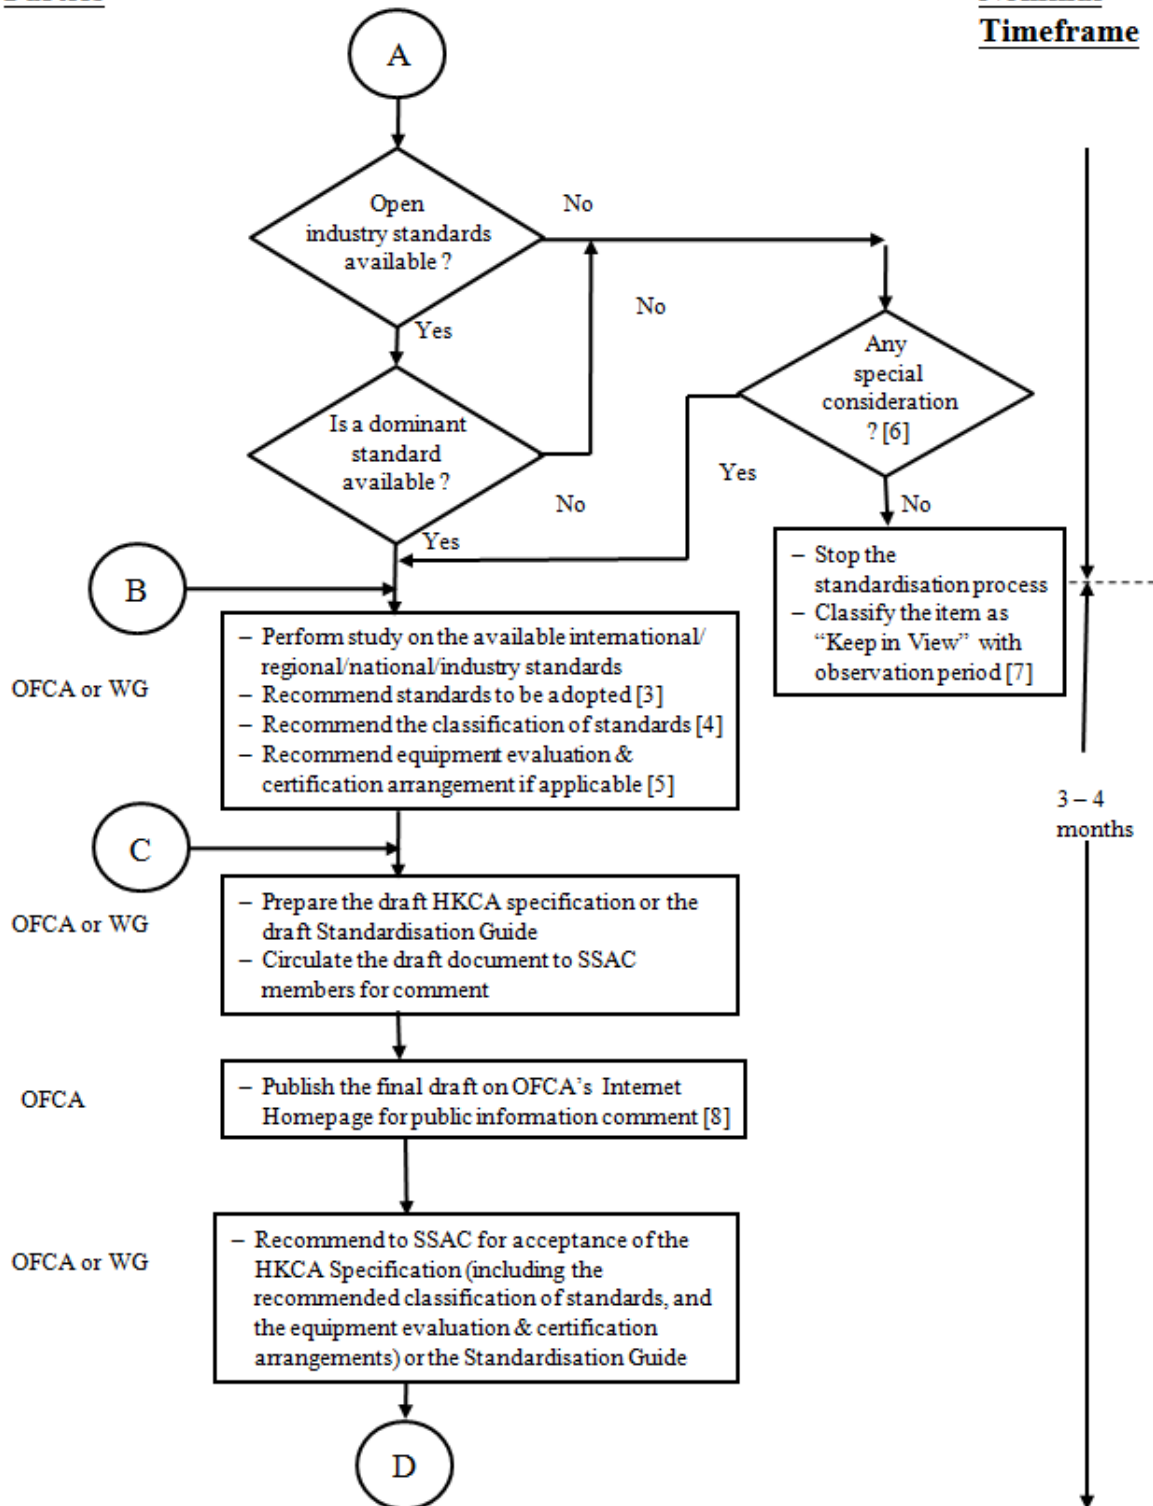 Timeframe
A
Open
industry standards
available ?
No
No
Yes
Any
special
consideration
? [6]
Is a dominant
standard
available ?
Yes
No
No
Yes
– Stop the
standardisation process
– Classify the item as
“Keep in View” with
observation period [7]
B
– Perform study on the available international/
regional/national/industry standards
– Recommend standards to be adopted [3]
– Recommend the classification of standards [4]
– Recommend equipment evaluation &
certification arrangement if applicable [5]
OFCA or WG
3 – 4
months
C
– Prepare the draft HKCA specification or the
draft Standardisation Guide
– Circulate the draft document to SSAC
members for comment
OFCA or WG
– Publish the final draft on OFCA’s Internet
Homepage for public information comment [8]
OFCA
– Recommend to SSAC for acceptance of the
HKCA Specification (including the
recommended classification of standards, and
the equipment evaluation & certification
arrangements) or the Standardisation Guide
OFCA or WG
D